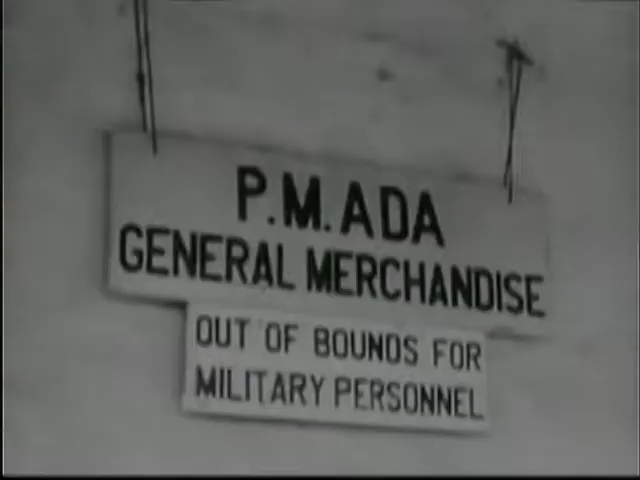 P.M.ADA
GENERAL MERCHANDISE
OUT OF BOUNDS FOR
MILITARY PERSONNEL